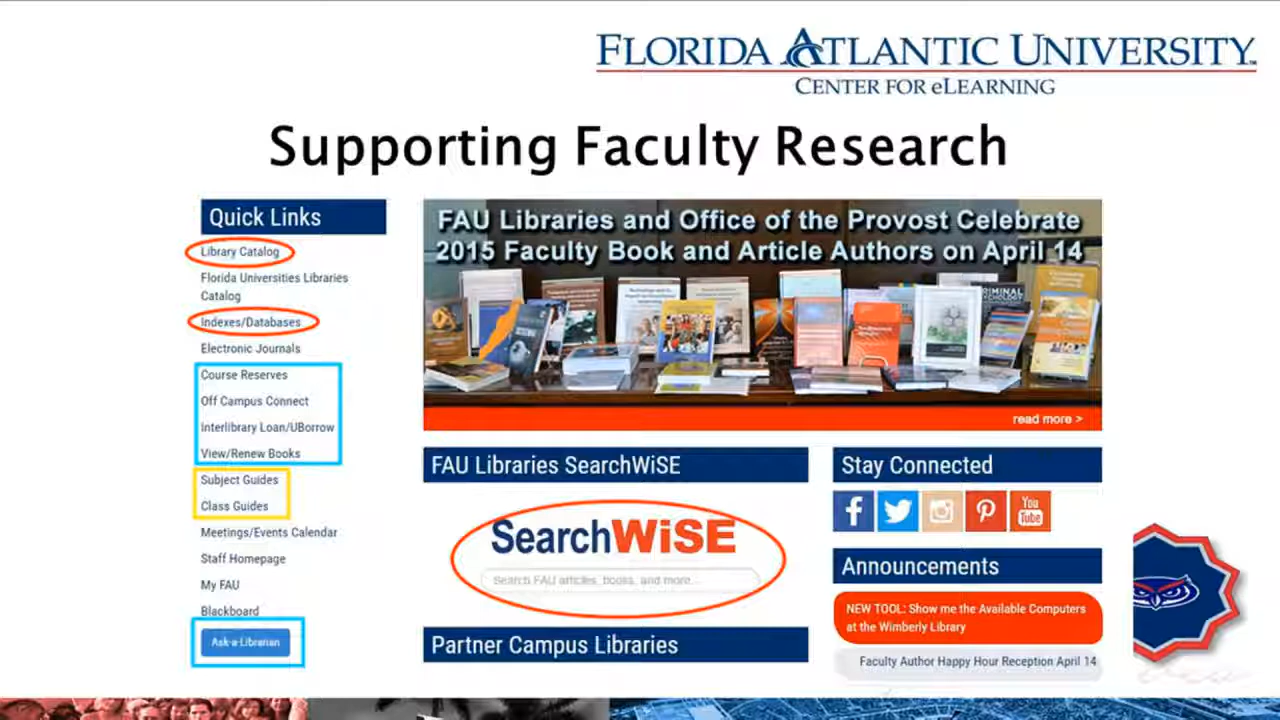 FLORIDA ATLANTIC UNIVERSITY
CENTER FOR eLEARNING
Supporting Faculty Research
Quick Links
Library Catalog
Florida Universities Libraries
Catalog
Indexes/Databases
Electronic Journals
Course Reserves
Off Campus Connect
Interlibrary Loan/UBorrow
View/Renew Books
Subject Guides
Class Guides
Meetings/Events Calendar
Staff Homepage
My FAU
Blackboard
Ask-a-Librarian
FAU Libraries and Office of the Provost Celebrate
2015 Faculty Book and Article Authors on April 14
read more >
FAU Libraries SearchWiSE
SearchWiSE
Search FAU articles, books, and more...
Partner Campus Libraries
Stay Connected
You
Tube
Announcements
NEW TOOL: Show me the Available Computers
at the Wimberly Library
Faculty Author Happy Hour Reception April 14